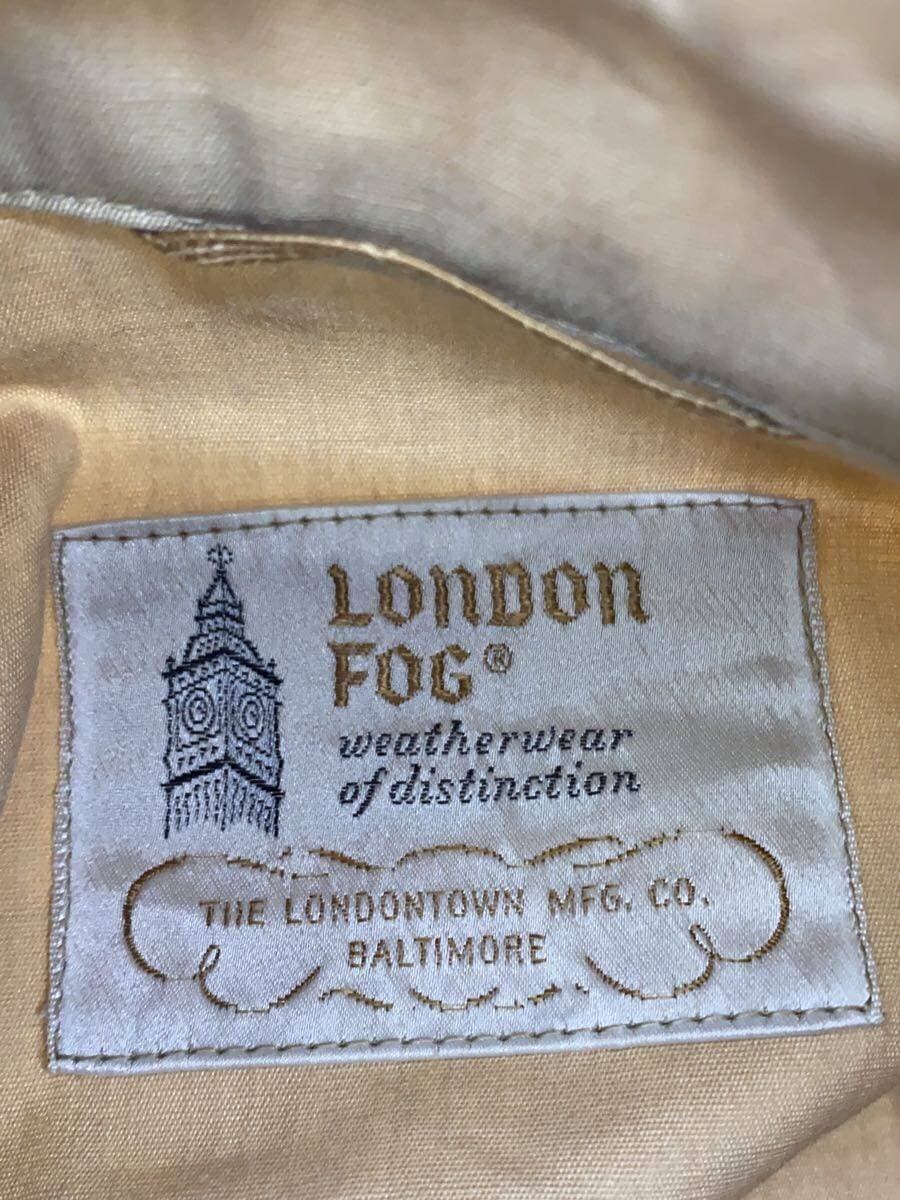 LONDON
FOG®
weatherwear
of distinction
THE LONDONTOWN MFG. CO.
BALTIMORE